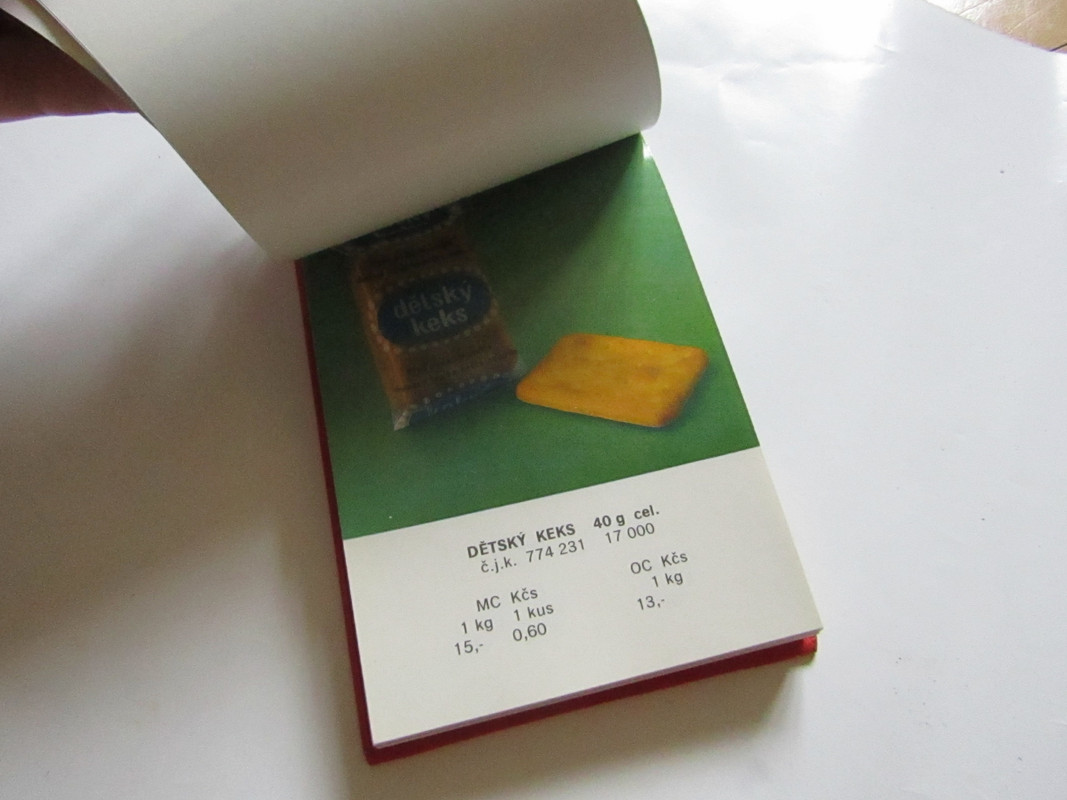 dětský
keks
DĚTSKÝ KEKS 40 g cel.
č.j.k. 774 231 17 000
MC Kčs
1 kg 1 kus
15,- 0,60
OC Kčs
1 kg
13,-